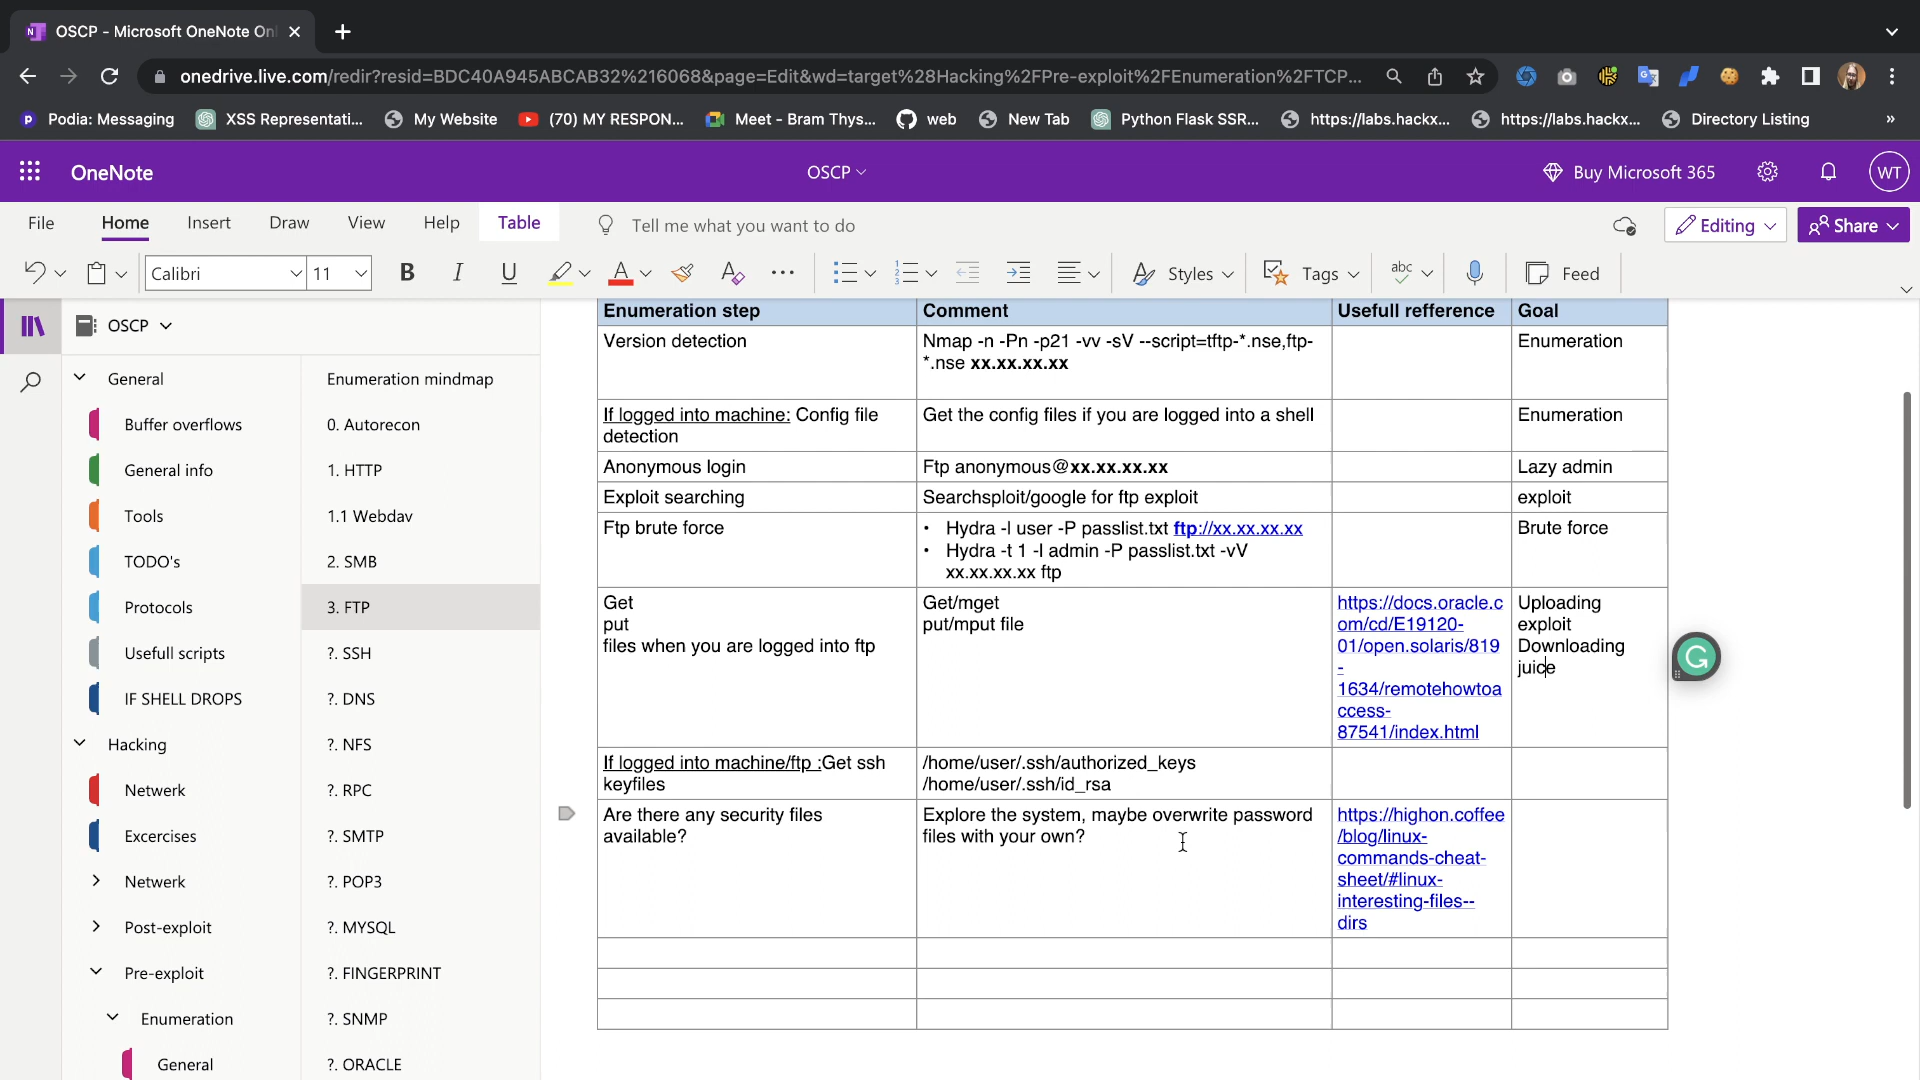 OSCP - Microsoft OneNote On
onedrive.live.com/redir?resid=BDC40A945ABCAB32%216068&page=Edit&wd=target%28Hacking%2FPre-exploit%2FEnumeration%2FTCP...
Podia: Messaging
XSS Representati...
My Website
(70) MY RESPON...
Meet - Bram Thys...
web
New Tab
Python Flask SSR...
https://labs.hackx...
https://labs.hackx...
Directory Listing
»
OneNote
OSCP
Buy Microsoft 365
WT
File
Home
Insert
Draw
View
Help
Table
Tell me what you want to do
Editing
Share
Calibri
11
B
I
U
A
A
Styles
Tags
abc
Feed
OSCP
General
Buffer overflows
General info
Tools
TODO's
Protocols
Usefull scripts
IF SHELL DROPS
Hacking
Netwerk
Excercises
Netwerk
Post-exploit
Pre-exploit
Enumeration
General
Enumeration mindmap
0. Autorecon
1. HTTP
1.1 Webdav
2. SMB
3. FTP
?. SSH
?. DNS
?. NFS
?. RPC
?. SMTP
?. POP3
?. MYSQL
?. FINGERPRINT
?. SNMP
?. ORACLE
Enumeration step
Comment
Usefull refference
Goal
Version detection
Nmap -n -Pn -p21 -vv -sV --script=tftp-*.nse,ftp-
*.nse xx.xx.xx.xx
Enumeration
If logged into machine: Config file
detection
Get the config files if you are logged into a shell
Enumeration
Anonymous login
Ftp anonymous@xx.xx.xx.xx
Lazy admin
Exploit searching
Searchsploit/google for ftp exploit
exploit
Ftp brute force
• Hydra -l user -P passlist.txt ftp://xx.xx.xx.xx
• Hydra -t 1 -l admin -P passlist.txt -vV
xx.xx.xx.xx ftp
Brute force
Get
put
files when you are logged into ftp
Get/mget
put/mput file
https://docs.oracle.c
om/cd/E19120-
01/open.solaris/819
-
1634/remotehowtoa
ccess-
87541/index.html
Uploading
exploit
Downloading
juice
If logged into machine/ftp :Get ssh
keyfiles
/home/user/.ssh/authorized_keys
/home/user/.ssh/id_rsa
Are there any security files
available?
Explore the system, maybe overwrite password
files with your own?
https://highon.coffee
/blog/linux-
commands-cheat-
sheet/#linux-
interesting-files--
dirs